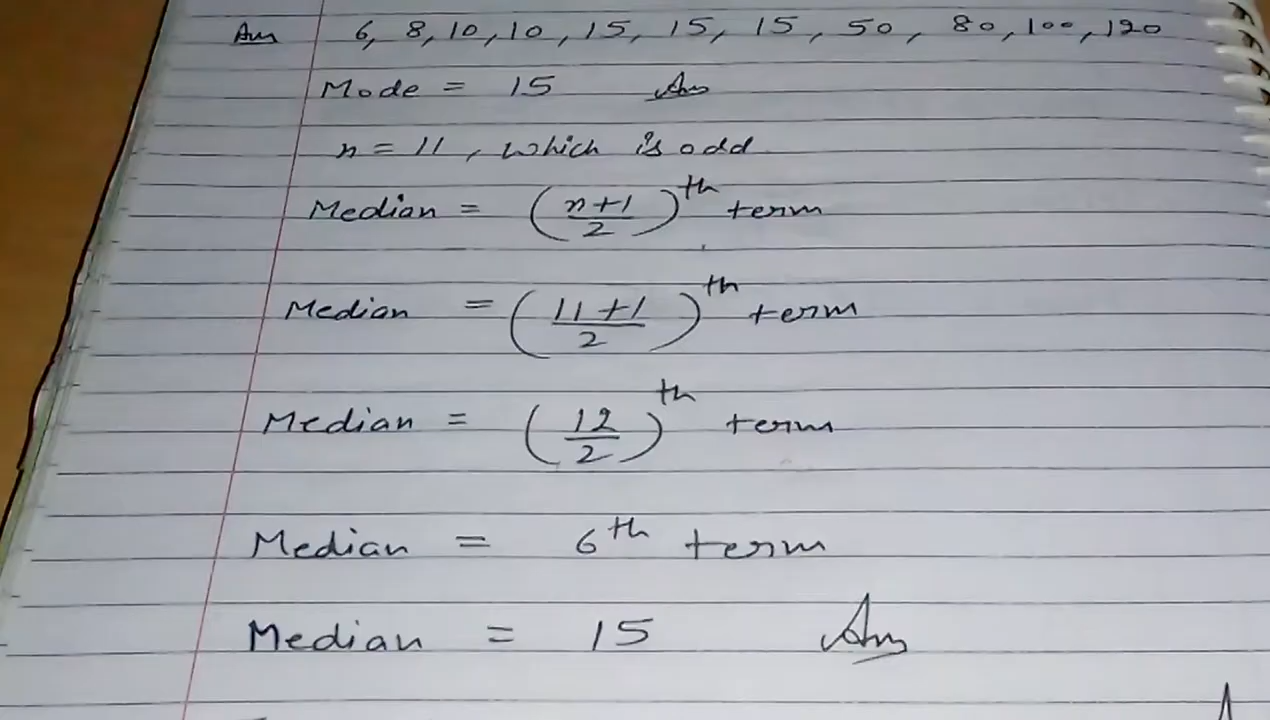 Ans 6, 8, 10, 10, 15, 15, 15, 50, 80, 100, 120
Mode = 15 Ans
n = 11, which is odd
Median = (n+1/2)th term
Median = (11+1/2)th term
Median = (12/2)th term
Median = 6th term
Median = 15 Ans